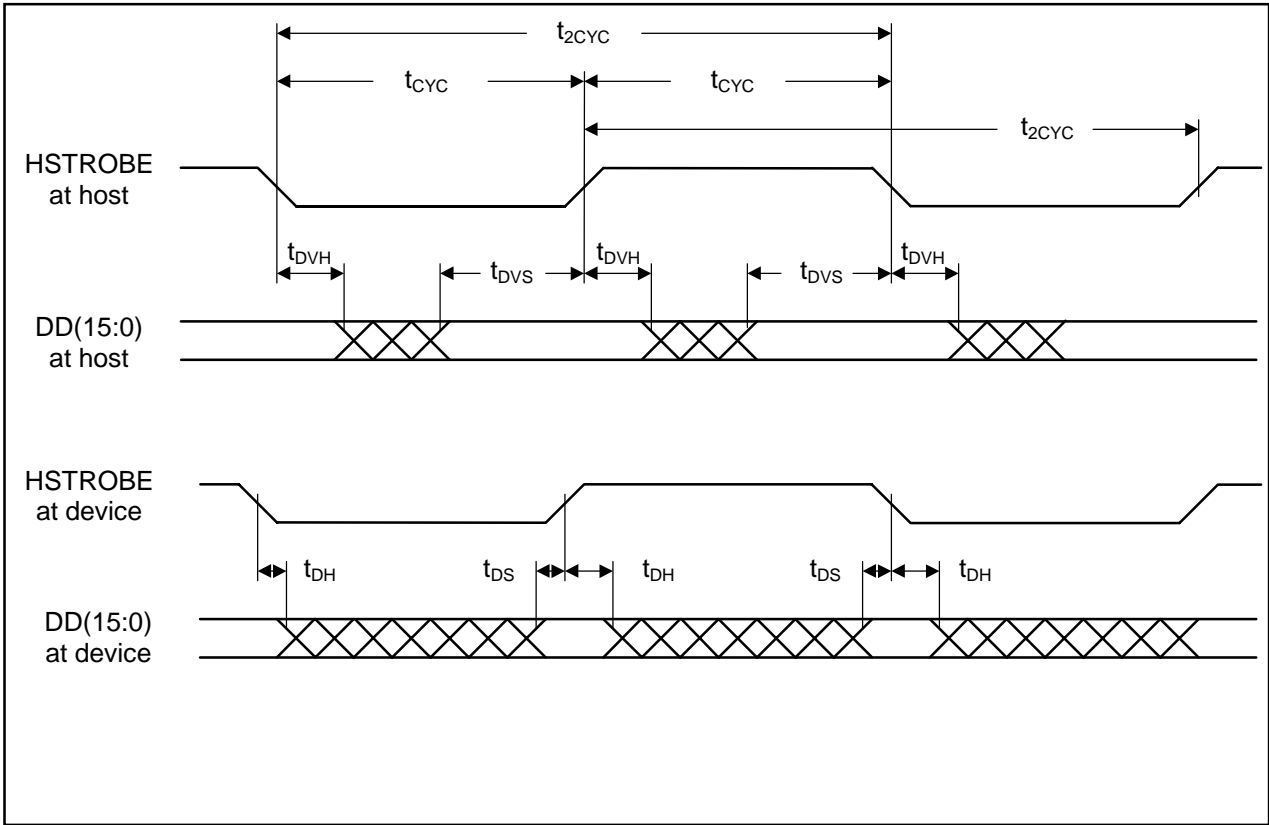 t2CYC
tCYC tCYC
t2CYC
HSTROBE
at host
tDVH tDVS tDVH tDVS tDVH
DD(15:0)
at host
HSTROBE
at device
tDH tDS tDH tDS tDH
DD(15:0)
at device